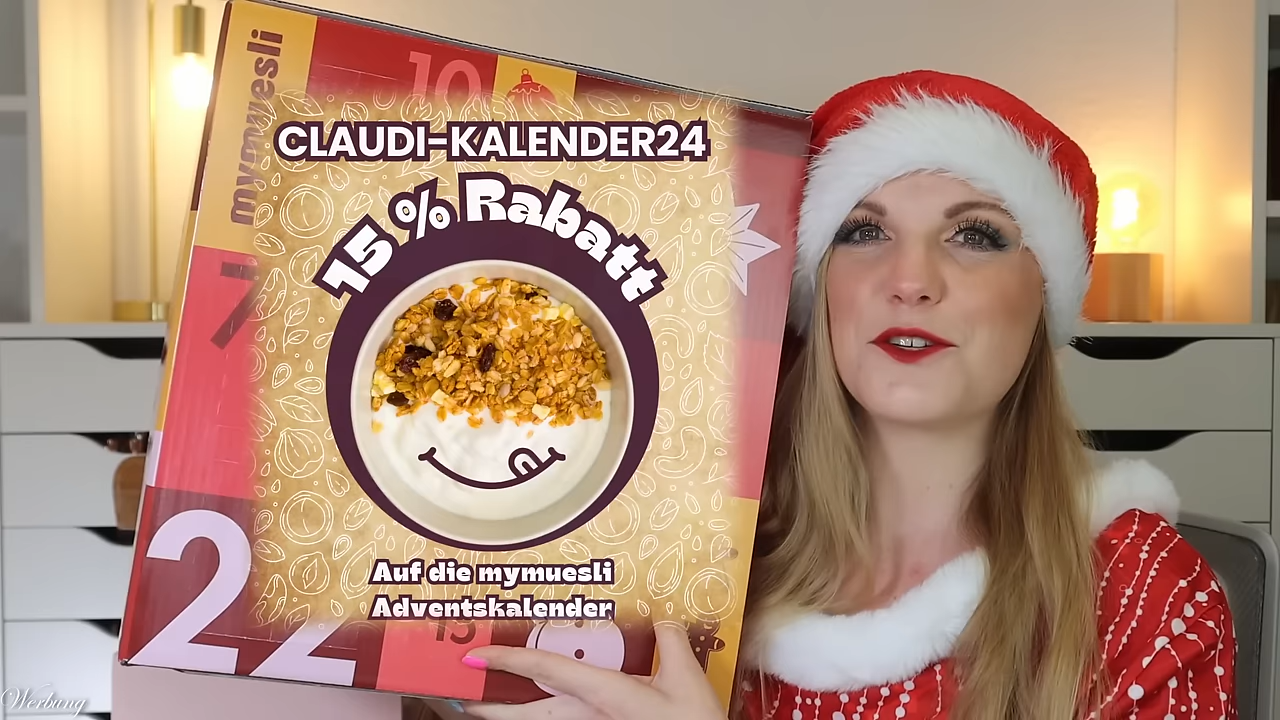 mymuesli
10
CLAUDI-KALENDER24
15 % Rabatt
7
Auf die mymuesli
Adventskalender
22
15
Werbung